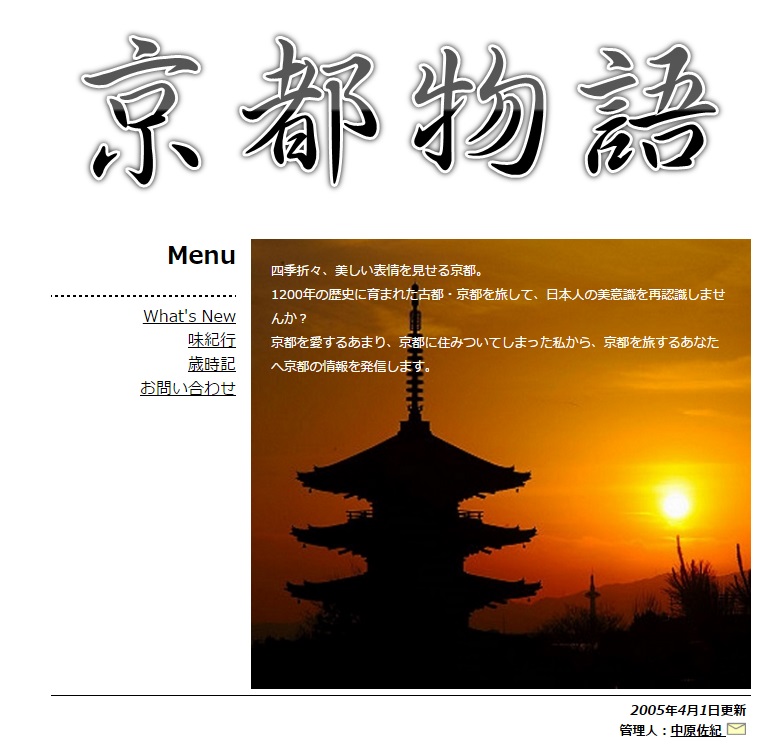 京都物語
Menu
What's New
味紀行
歳時記
お問い合わせ
四季折々、美しい表情を見せる京都。
1200年の歴史に育まれた古都・京都を旅して、日本人の美意識を再認識しませ
んか？
京都を愛するあまり、京都に住みついてしまった私から、京都を旅するあなた
へ京都の情報を発信します。
2005年4月1日更新
管理人：中原佐紀